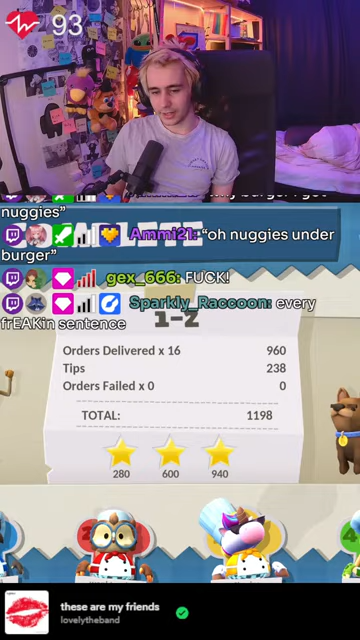 93
nuggies”
Ammi21: “oh nuggies under
burger”
gex_666: FUCK!
Sparkly_Raccoon: every
frEAKin sentence
1-2
Orders Delivered x 16 960
Tips 238
Orders Failed x 0 0
TOTAL: 1198
280 600 940
these are my friends
lovelytheband